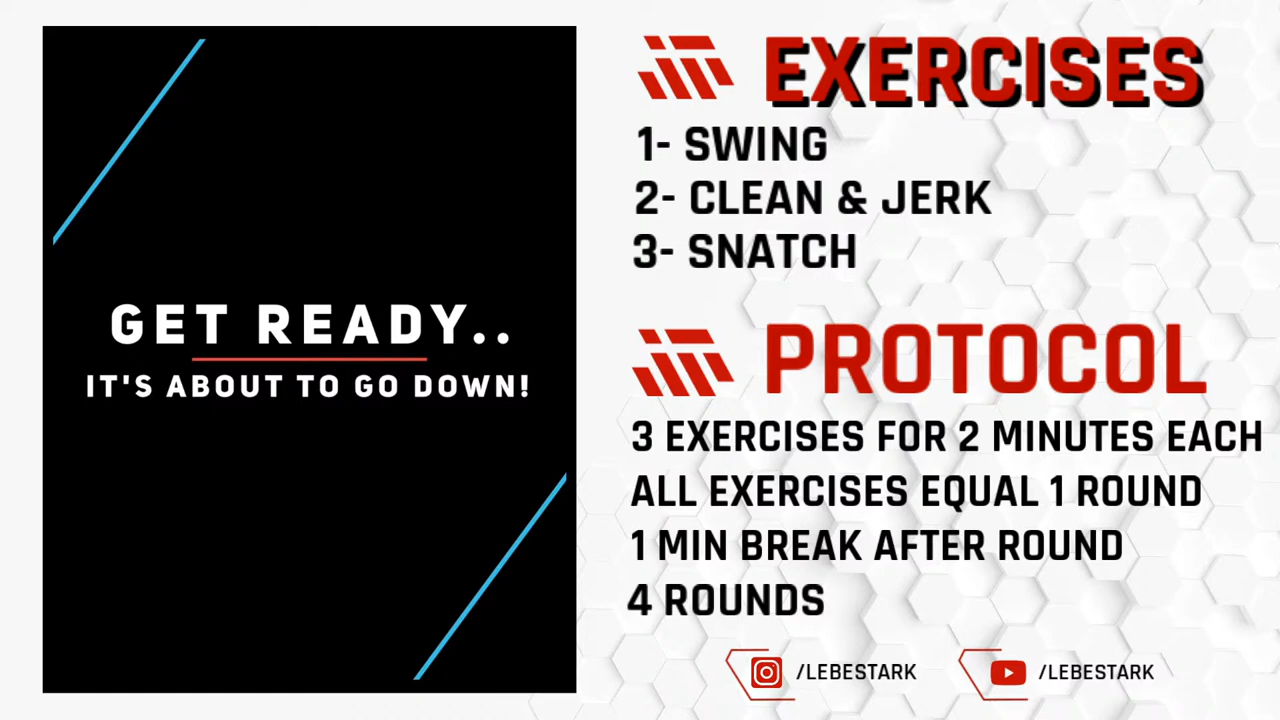 GET READY..
IT'S ABOUT TO GO DOWN!
EXERCISES
1- SWING
2- CLEAN & JERK
3- SNATCH
PROTOCOL
3 EXERCISES FOR 2 MINUTES EACH
ALL EXERCISES EQUAL 1 ROUND
1 MIN BREAK AFTER ROUND
4 ROUNDS
/LEBESTARK
/LEBESTARK